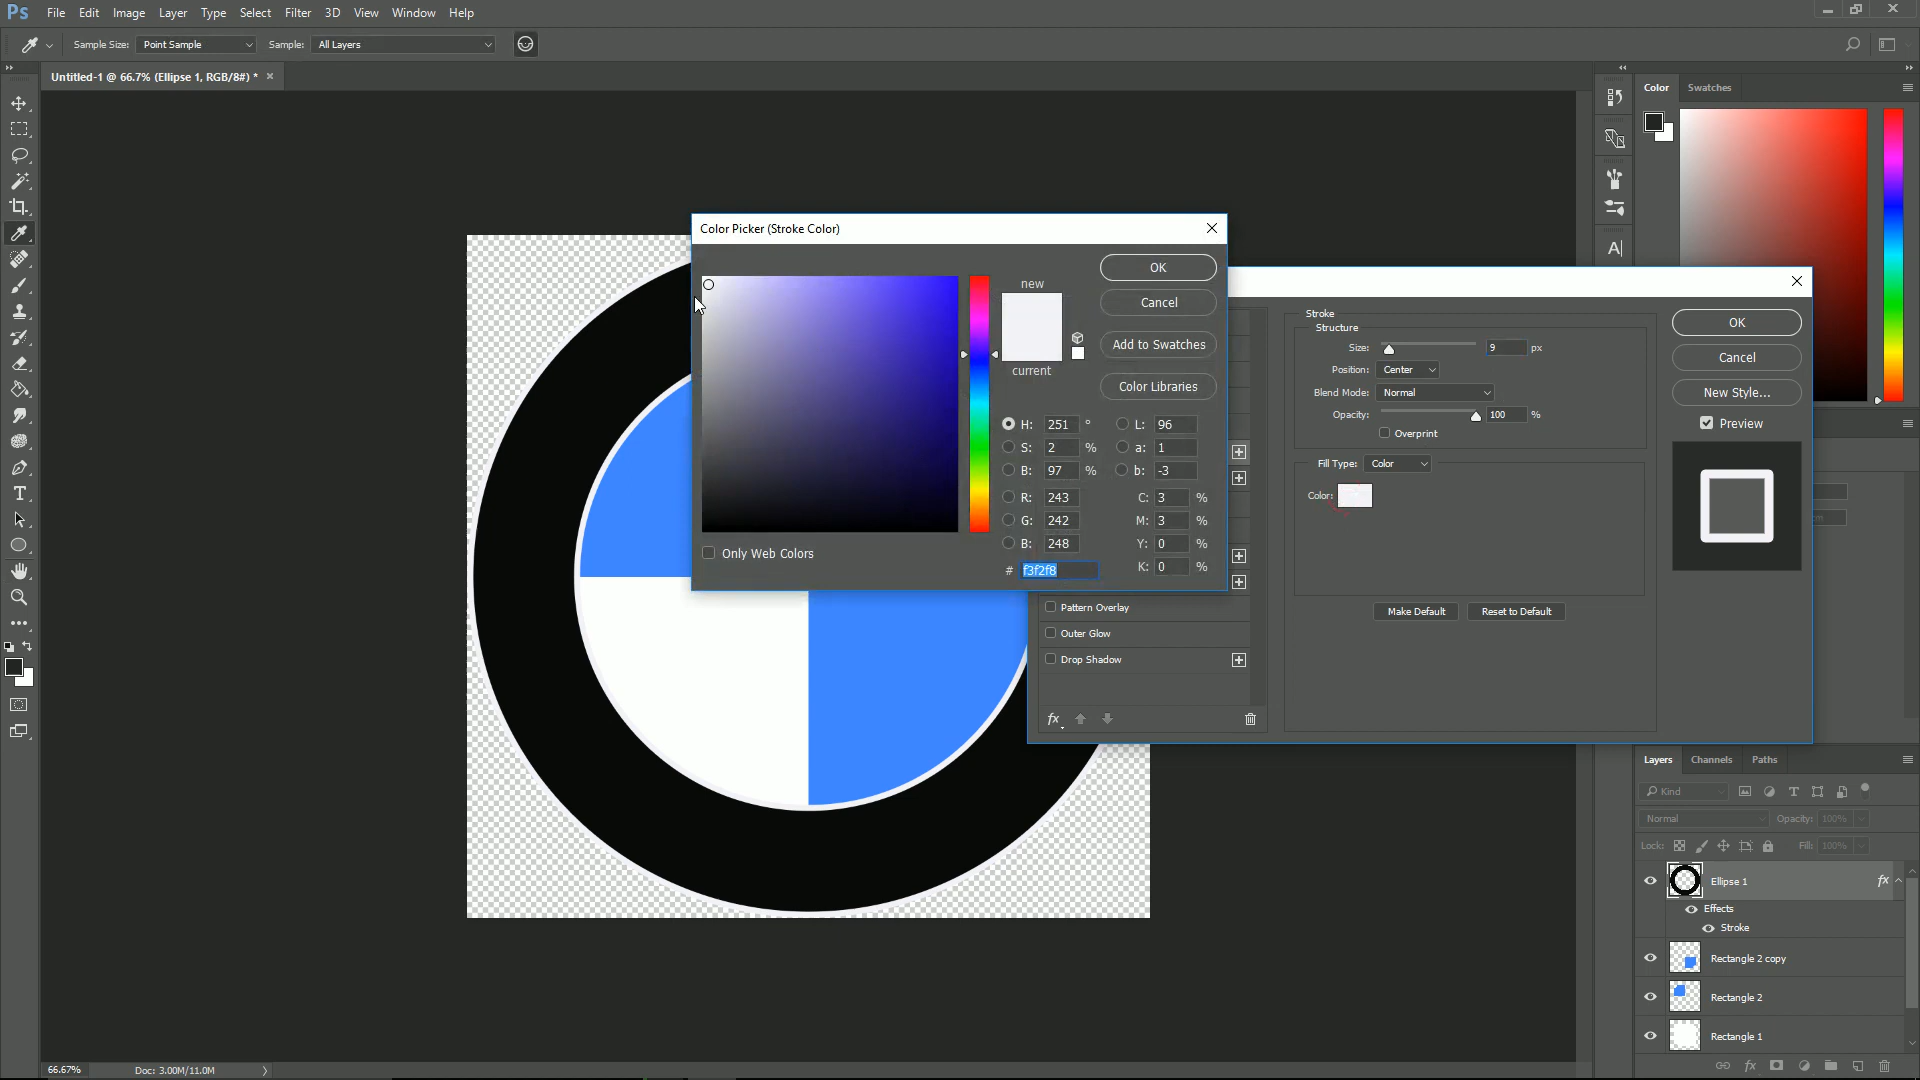 Ps File Edit Image Layer Type Select Filter 3D View Window Help
Sample Size: Point Sample Sample: All Layers
Untitled-1 @ 66.7% (Ellipse 1, RGB/8#) * ×
Color Swatches
Color Picker (Stroke Color)
new
current
OK
Cancel
Add to Swatches
Color Libraries
H: 251 °
S: 2 %
B: 97 %
R: 243
G: 242
B: 248
# f3f2f8
L: 96
a: 1
b: -3
C: 3 %
M: 3 %
Y: 0 %
K: 0 %
Only Web Colors
Stroke
Structure
Size: 9 px
Position: Center
Blend Mode: Normal
Opacity: 100 %
Overprint
Fill Type: Color
Color:
Make Default Reset to Default
OK
Cancel
New Style...
Preview
Pattern Overlay
Outer Glow
Drop Shadow
fx
Layers Channels Paths
Kind
Normal Opacity: 100%
Lock: Fill: 100%
Ellipse 1 fx
Effects
Stroke
Rectangle 2 copy
Rectangle 2
Rectangle 1
fx
66.67% Doc: 3.00M/11.0M